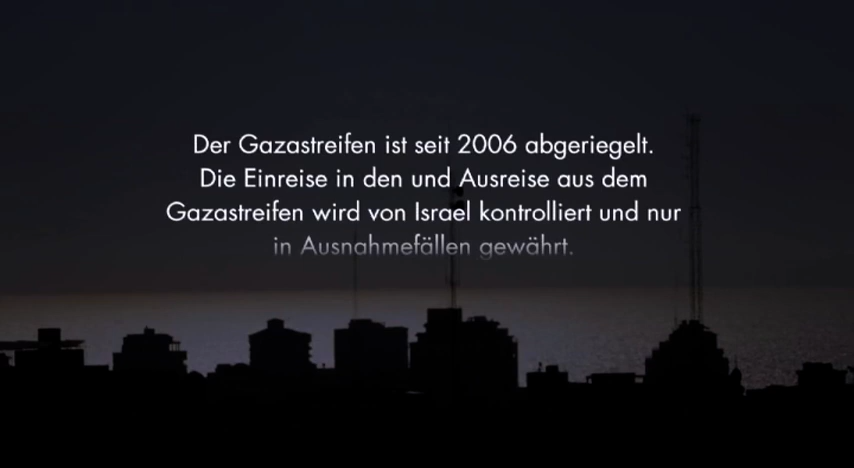 Der Gazastreifen ist seit 2006 abgeriegelt.
Die Einreise in den und Ausreise aus dem
Gazastreifen wird von Israel kontrolliert und nur
in Ausnahmefällen gewährt.